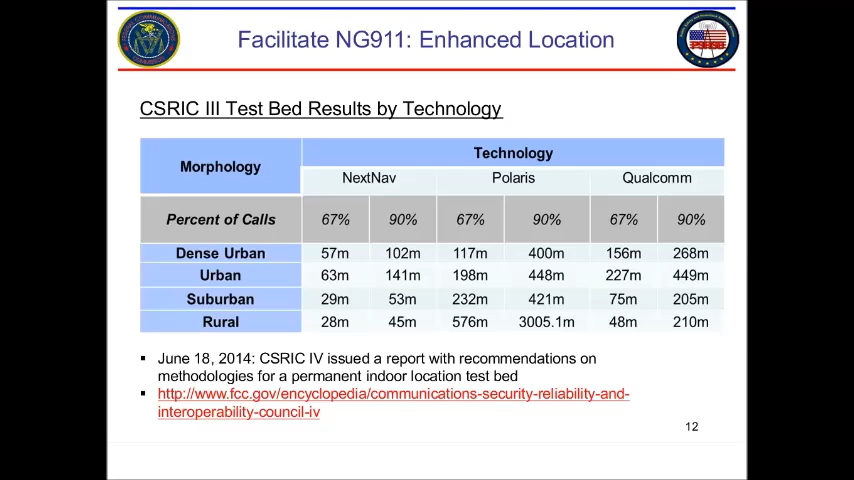 Facilitate NG911: Enhanced Location
CSRIC III Test Bed Results by Technology
Morphology Technology
NextNav Polaris Qualcomm
Percent of Calls 67% 90% 67% 90% 67% 90%
Dense Urban 57m 102m 117m 400m 156m 268m
Urban 63m 141m 198m 448m 227m 449m
Suburban 29m 53m 232m 421m 75m 205m
Rural 28m 45m 576m 3005.1m 48m 210m
▪ June 18, 2014: CSRIC IV issued a report with recommendations on
methodologies for a permanent indoor location test bed
▪ http://www.fcc.gov/encyclopedia/communications-security-reliability-and-
interoperability-council-iv
12